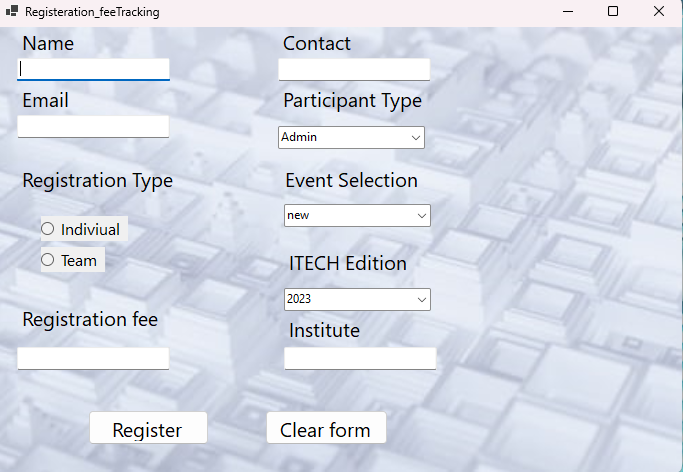 Registeration_feeTracking
Name
Contact
Email
Participant Type
Admin
Registration Type
Event Selection
new
Indiviual
Team
ITECH Edition
2023
Registration fee
Institute
Register
Clear form